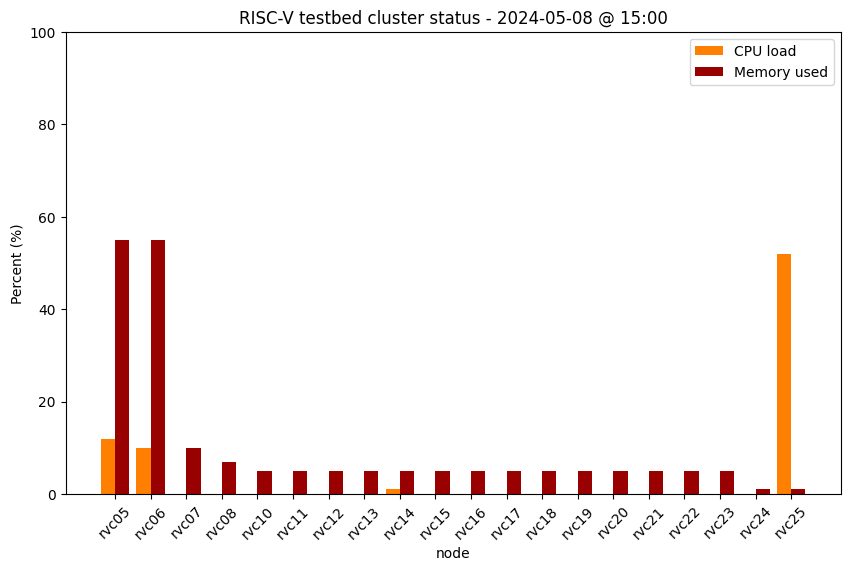 RISC-V testbed cluster status - 2024-05-08 @ 15:00
CPU load
Memory used
Percent (%)
100
80
60
40
20
0
rvc05
rvc06
rvc07
rvc08
rvc10
rvc11
rvc12
rvc13
rvc14
rvc15
rvc16
rvc17
rvc18
rvc19
rvc20
rvc21
rvc22
rvc23
rvc24
rvc25
node